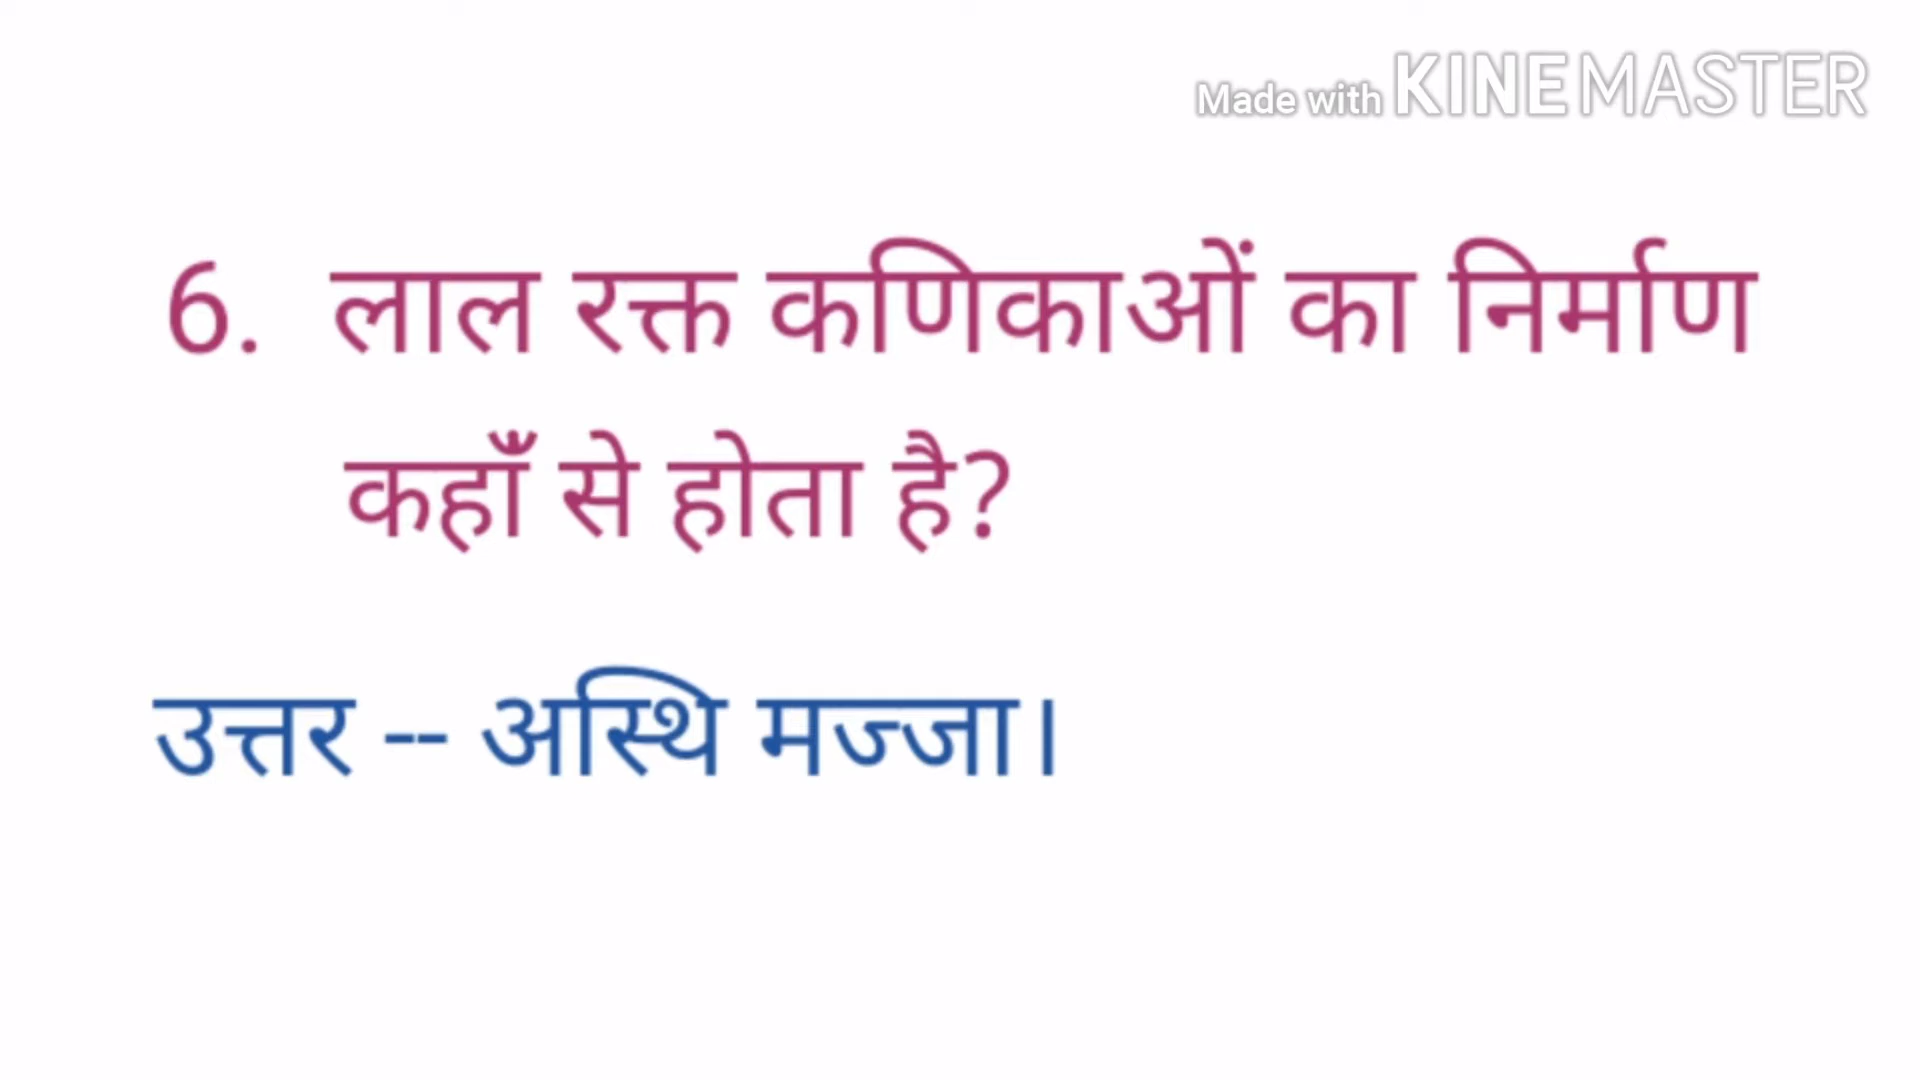 Made with KINEMASTER
6. लाल रक्त कणिकाओं का निर्माण
कहाँ से होता है?
उत्तर -- अस्थि मज्जा।